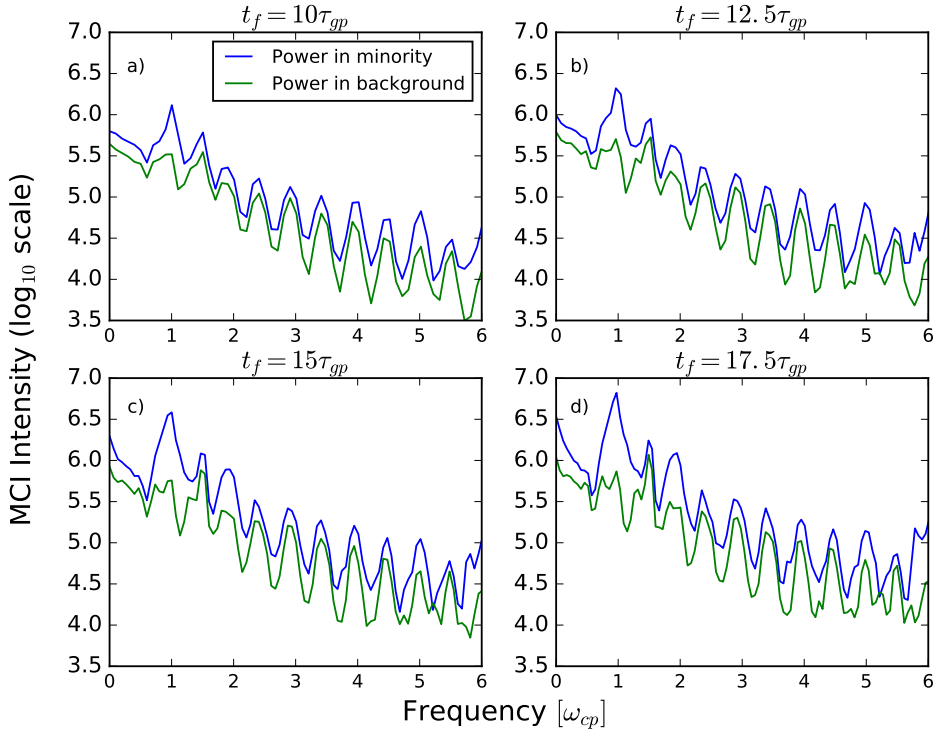 t_f = 10τ_gp
t_f = 12.5τ_gp
MCI Intensity (log₁₀ scale)
7.0
6.5
6.0
5.5
5.0
4.5
4.0
3.5
a)
Power in minority
Power in background
0 1 2 3 4 5 6
7.0
6.5
6.0
5.5
5.0
4.5
4.0
3.5
b)
0 1 2 3 4 5 6
t_f = 15τ_gp
t_f = 17.5τ_gp
7.0
6.5
6.0
5.5
5.0
4.5
4.0
3.5
c)
0 1 2 3 4 5 6
7.0
6.5
6.0
5.5
5.0
4.5
4.0
3.5
d)
0 1 2 3 4 5 6
Frequency [ω_cp]